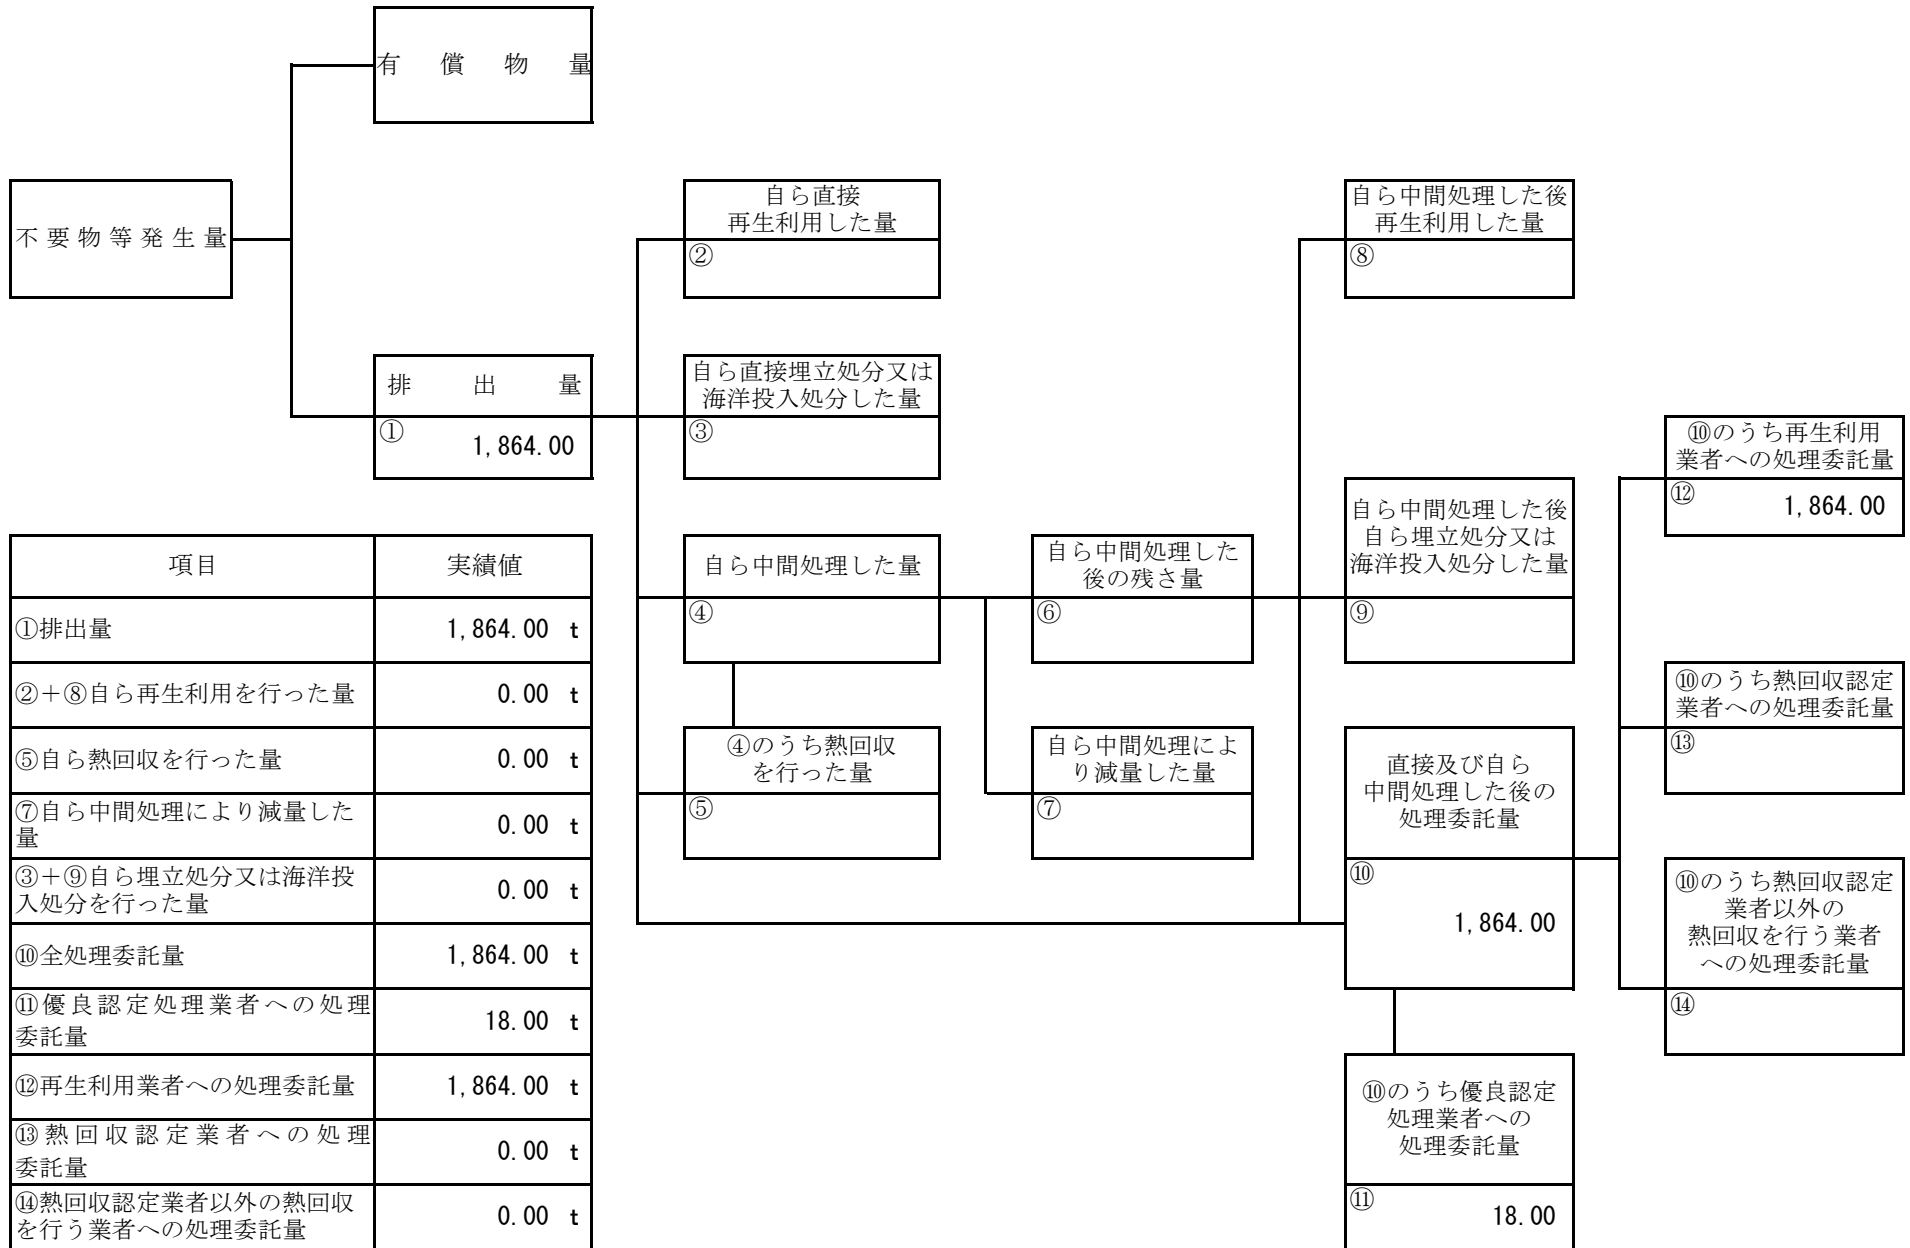 有償物量
不要物等発生量
排出量
①
1,864.00
自ら直接
再生利用した量
②
自ら直接埋立処分又は
海洋投入処分した量
③
自ら中間処理した量
④
④のうち熱回収
を行った量
⑤
自ら中間処理した
後の残さ量
⑥
自ら中間処理によ
り減量した量
⑦
自ら中間処理した後
再生利用した量
⑧
自ら中間処理した後
自ら埋立処分又は
海洋投入処分した量
⑨
直接及び自ら
中間処理した後の
処理委託量
⑩
1,864.00
⑩のうち優良認定
処理業者への
処理委託量
⑪
18.00
⑩のうち再生利用
業者への処理委託量
⑫
1,864.00
⑩のうち熱回収認定
業者への処理委託量
⑬
⑩のうち熱回収認定
業者以外の
熱回収を行う業者
への処理委託量
⑭
項目 実績値
①排出量 1,864.00 t
②+⑧自ら再生利用を行った量 0.00 t
⑤自ら熱回収を行った量 0.00 t
⑦自ら中間処理により減量した
量 0.00 t
③+⑨自ら埋立処分又は海洋投
入処分を行った量 0.00 t
⑩全処理委託量 1,864.00 t
⑪優良認定処理業者への処理
委託量 18.00 t
⑫再生利用業者への処理委託量 1,864.00 t
⑬熱回収認定業者への処理
委託量 0.00 t
⑭熱回収認定業者以外の熱回収
を行う業者への処理委託量 0.00 t